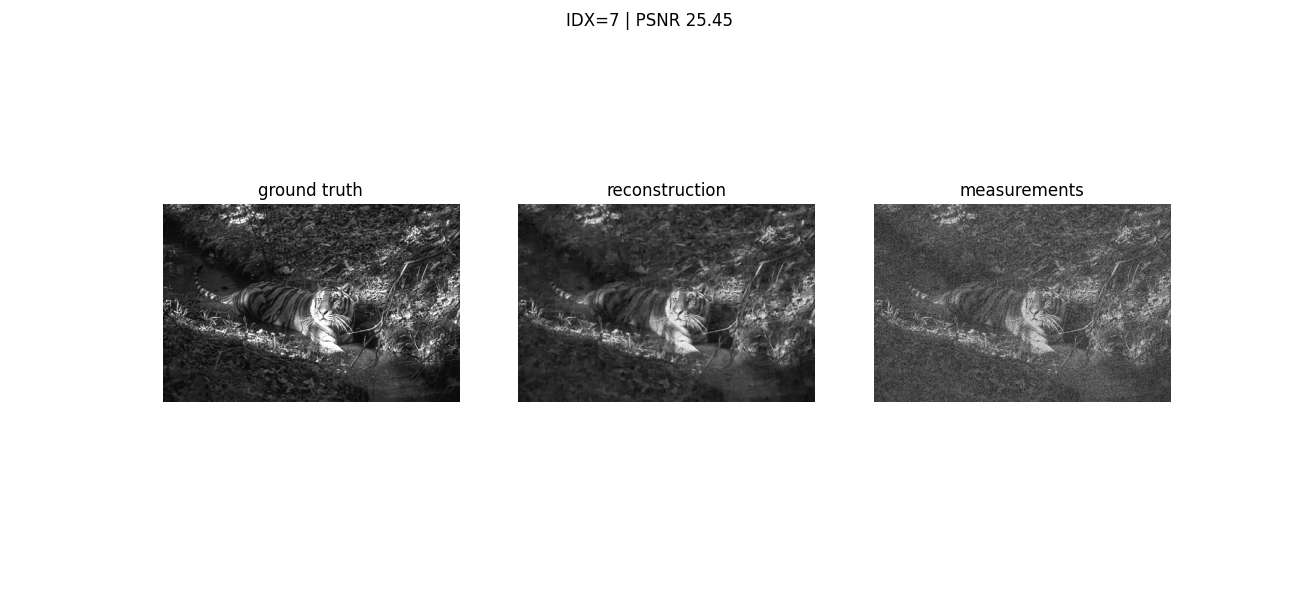 IDX=7 | PSNR 25.45
ground truth
reconstruction
measurements